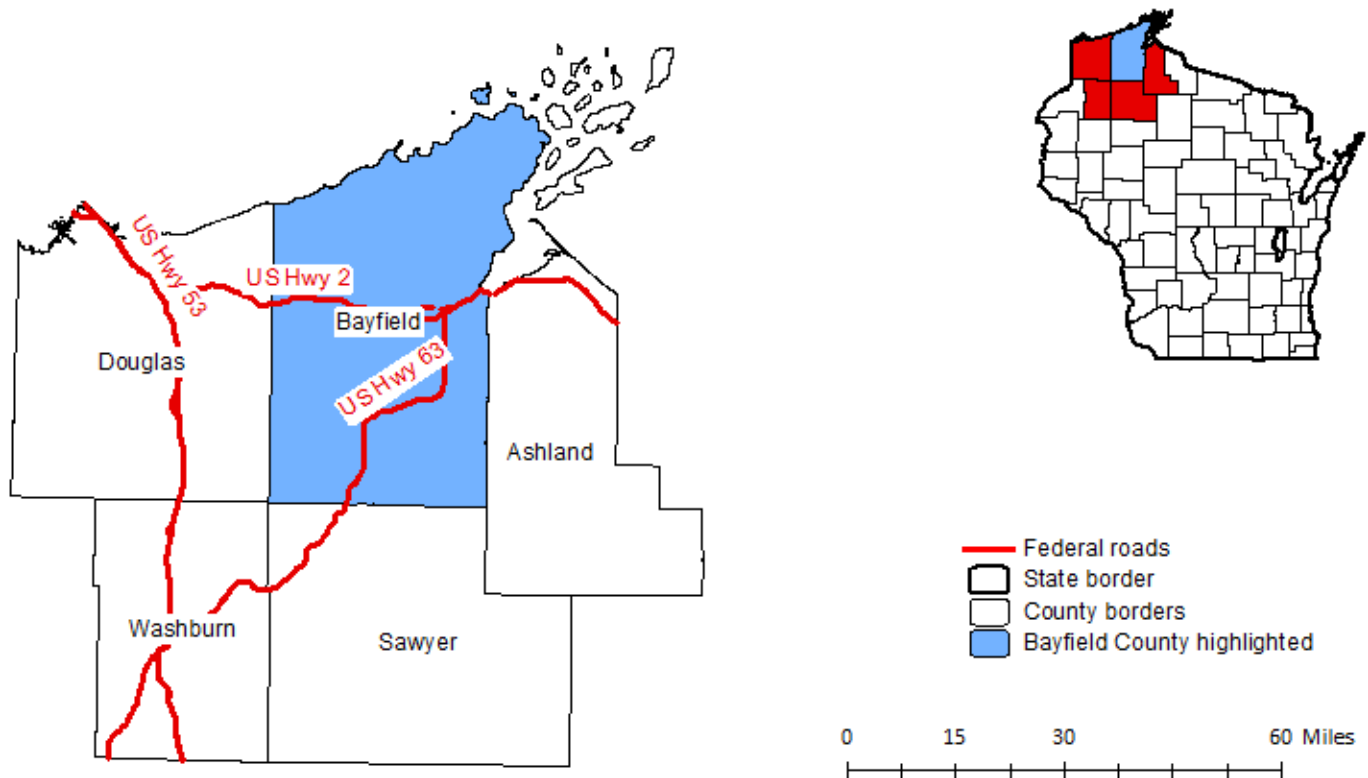 US Hwy 53
US Hwy 2
Bayfield
Douglas
US Hwy 63
Ashland
Washburn
Sawyer
Federal roads
State border
County borders
Bayfield County highlighted
0 15 30 60 Miles